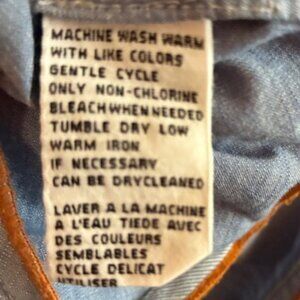 MACHINE WASH WARM
WITH LIKE COLORS
GENTLE CYCLE
ONLY NON-CHLORINE
BLEACH WHEN NEEDED
TUMBLE DRY LOW
WARM IRON
IF NECESSARY
CAN BE DRYCLEANED
LAVER A LA MACHINE
A L'EAU TIEDE AVEC
DES COULEURS
SEMBLABLES
CYCLE DELICAT
UTILISER